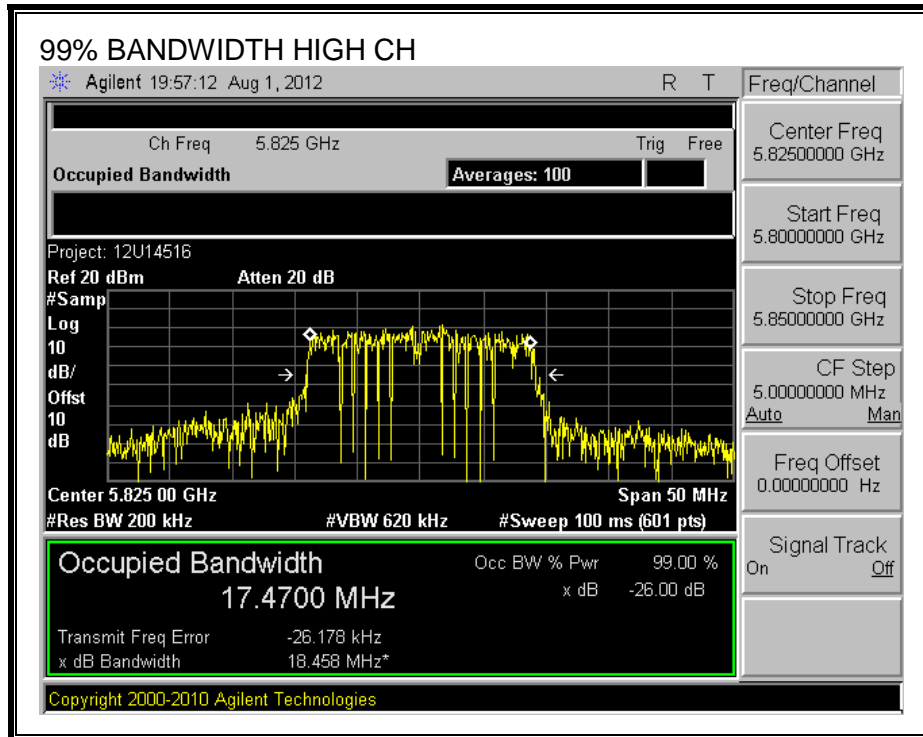 99% BANDWIDTH HIGH CH
Agilent 19:57:12 Aug 1, 2012 R T
Freq/Channel
Ch Freq 5.825 GHz Trig Free
Occupied Bandwidth Averages: 100
Center Freq
5.82500000 GHz
Start Freq
5.80000000 GHz
Stop Freq
5.85000000 GHz
CF Step
5.00000000 MHz
Auto Man
Freq Offset
0.00000000 Hz
Signal Track
On Off
Project: 12U14516
Ref 20 dBm Atten 20 dB
#Samp
Log
10
dB/
Offst
10
dB
Center 5.825 00 GHz Span 50 MHz
#Res BW 200 kHz #VBW 620 kHz #Sweep 100 ms (601 pts)
Occupied Bandwidth Occ BW % Pwr 99.00 %
17.4700 MHz x dB -26.00 dB
Transmit Freq Error -26.178 kHz
x dB Bandwidth 18.458 MHz*
Copyright 2000-2010 Agilent Technologies